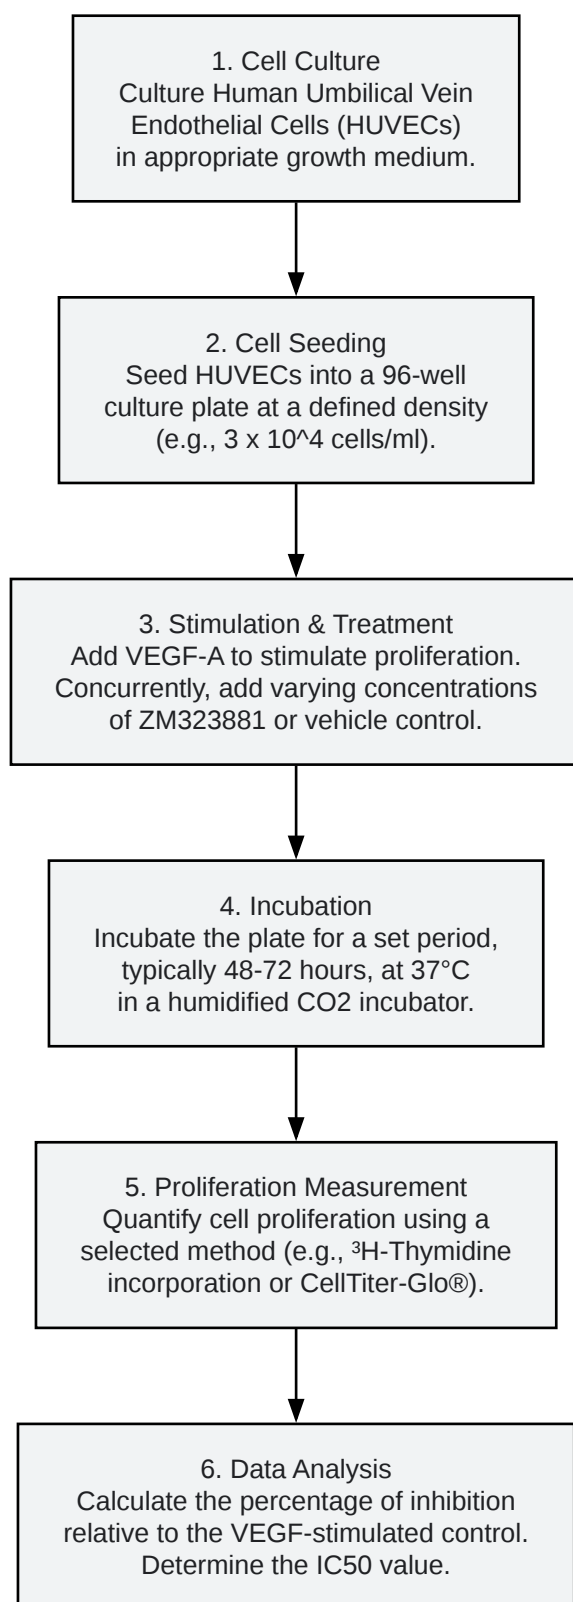 1. Cell Culture
Culture Human Umbilical Vein
Endothelial Cells (HUVECs)
in appropriate growth medium.
2. Cell Seeding
Seed HUVECs into a 96-well
culture plate at a defined density
(e.g., 3 x 10^4 cells/ml).
3. Stimulation & Treatment
Add VEGF-A to stimulate proliferation.
Concurrently, add varying concentrations
of ZM323881 or vehicle control.
4. Incubation
Incubate the plate for a set period,
typically 48-72 hours, at 37°C
in a humidified CO2 incubator.
5. Proliferation Measurement
Quantify cell proliferation using a
selected method (e.g., ³H-Thymidine
incorporation or CellTiter-Glo®).
6. Data Analysis
Calculate the percentage of inhibition
relative to the VEGF-stimulated control.
Determine the IC50 value.